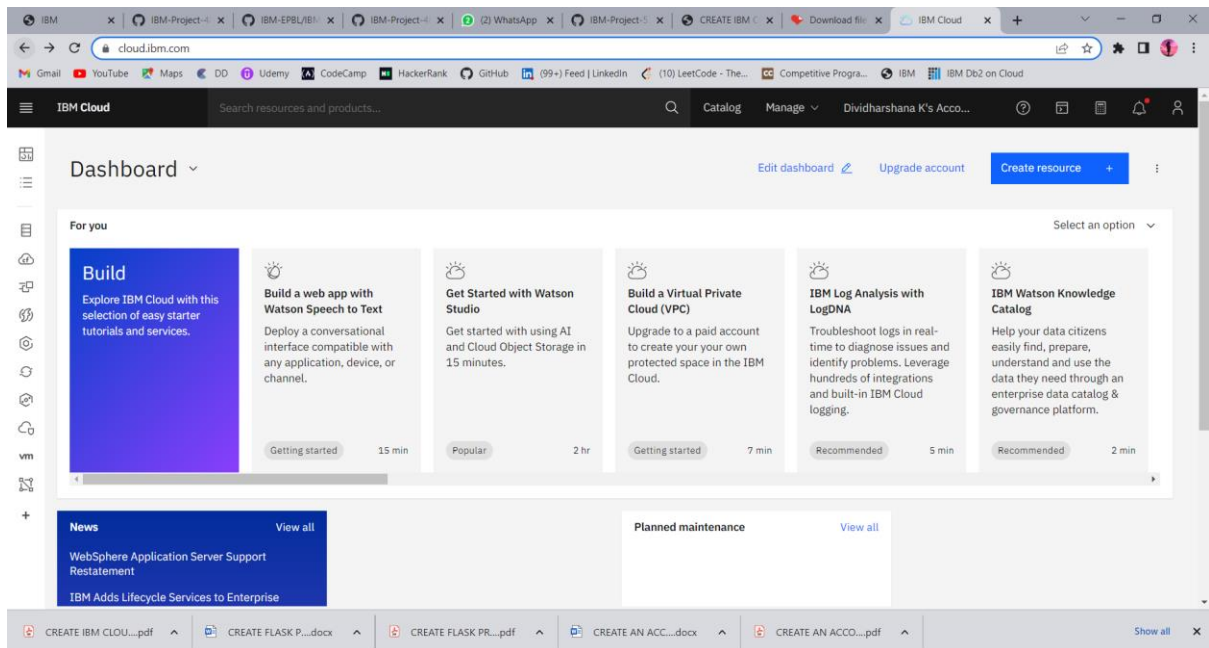 IBM
IBM-Project-4
IBM-EPBL/IBM
IBM-Project-4
(2) WhatsApp
IBM-Project-5
CREATE IBM C
Download file
IBM Cloud
cloud.ibm.com
Gmail
YouTube
Maps
DD
Udemy
CodeCamp
HackerRank
GitHub
(99+) Feed | LinkedIn
(10) LeetCode - The...
Competitive Progra...
IBM
IBM Db2 on Cloud
IBM Cloud
Search resources and products...
Catalog
Manage
Dividharshana K's Acco...
Dashboard
Edit dashboard
Upgrade account
Create resource +
For you
Select an option
Build
Explore IBM Cloud with this
selection of easy starter
tutorials and services.
Build a web app with
Watson Speech to Text
Deploy a conversational
interface compatible with
any application, device, or
channel.
Getting started
15 min
Get Started with Watson
Studio
Get started with using AI
and Cloud Object Storage in
15 minutes.
Popular
2 hr
Build a Virtual Private
Cloud (VPC)
Upgrade to a paid account
to create your your own
protected space in the IBM
Cloud.
Getting started
7 min
IBM Log Analysis with
LogDNA
Troubleshoot logs in real-
time to diagnose issues and
identify problems. Leverage
hundreds of integrations
and built-in IBM Cloud
logging.
Recommended
5 min
IBM Watson Knowledge
Catalog
Help your data citizens
easily find, prepare,
understand and use the
data they need through an
enterprise data catalog &
governance platform.
Recommended
2 min
vm
News
View all
WebSphere Application Server Support
Restatement
IBM Adds Lifecycle Services to Enterprise
Planned maintenance
View all
CREATE IBM CLOU....pdf
CREATE FLASK P....docx
CREATE FLASK PR....pdf
CREATE AN ACC....docx
CREATE AN ACCO....pdf
Show all